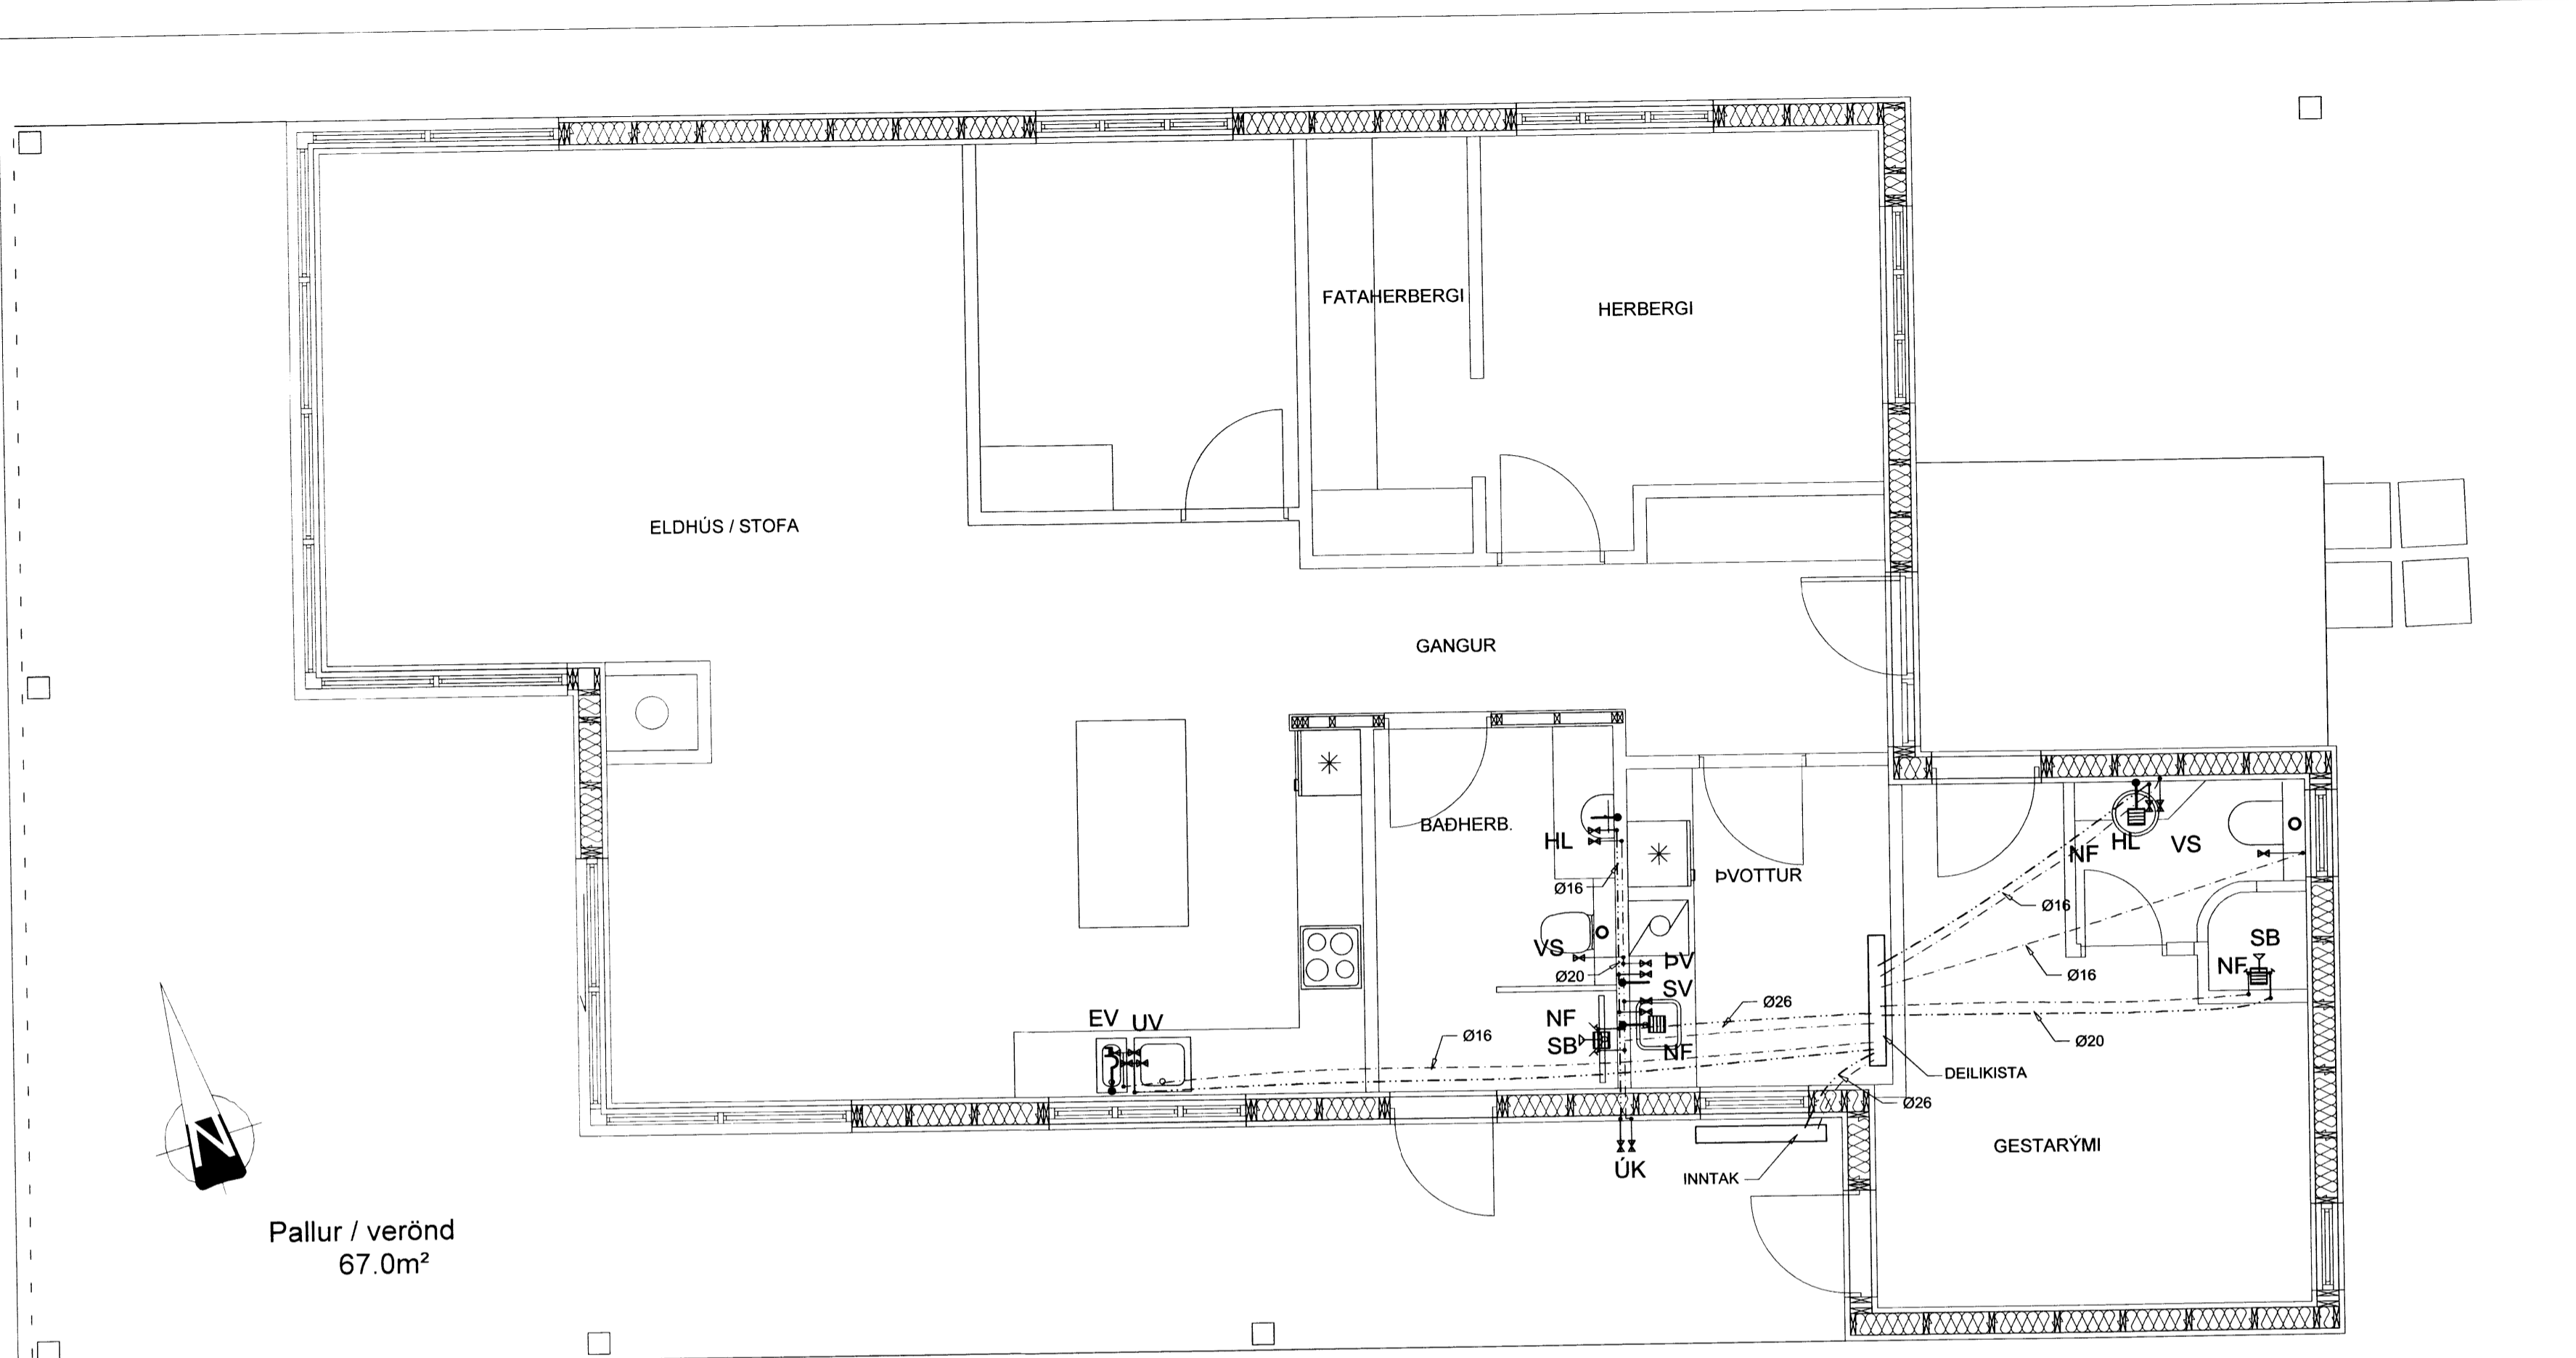 FATAHERBERGI
HERBERGI
ELDHÚS / STOFA
GANGUR
BAÐHERB.
HL
Ø16
VS
Ø20
ÞVOTTUR
ÞV
SV
NF
SB
NF
Ø26
Ø16
EV
UV
NF
HL
VS
Ø16
Ø16
SB
NF
Ø20
DEILIKISTA
Ø26
GESTARÝMI
ÚK
INNTAK
N
Pallur / verönd
67.0m²